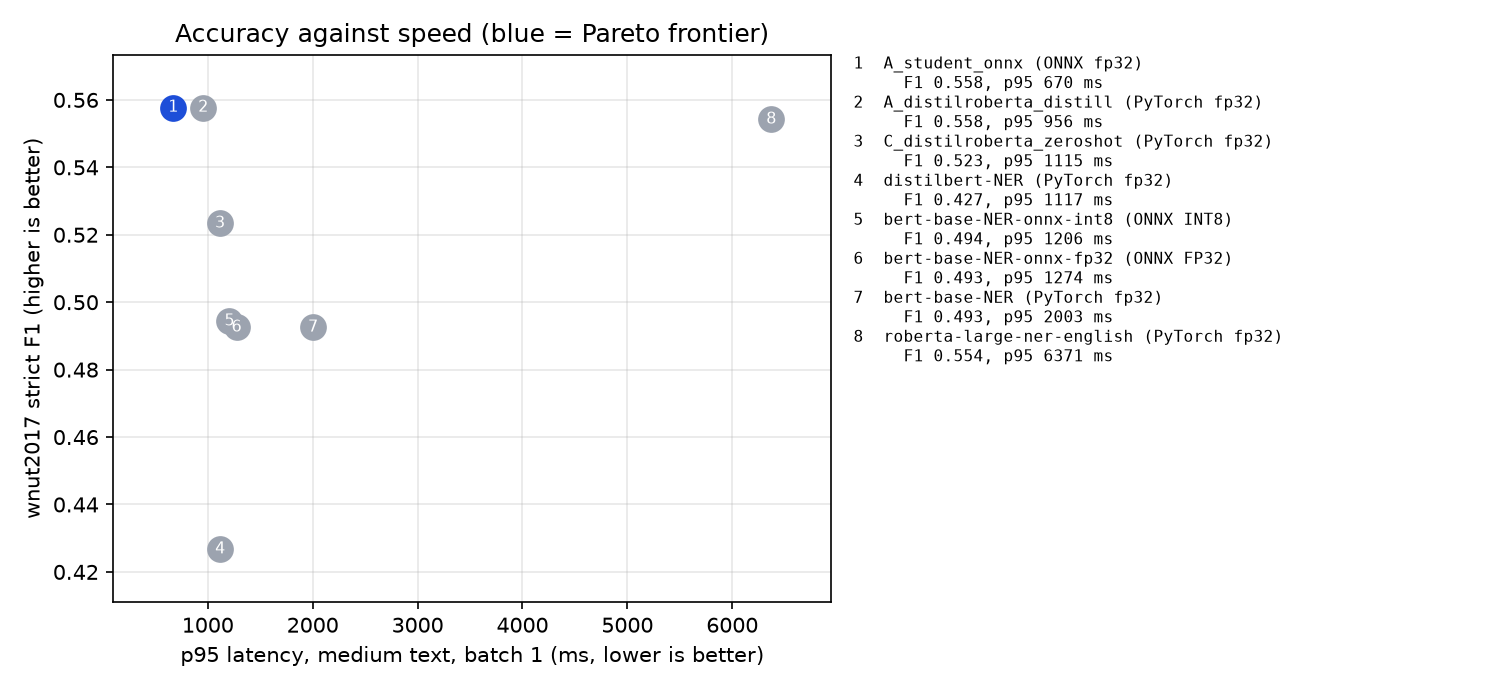 Accuracy against speed (blue = Pareto frontier)
wnut2017 strict F1 (higher is better)
0.56
0.54
0.52
0.50
0.48
0.46
0.44
0.42
1
2
3
4
5
6
7
8
1000 2000 3000 4000 5000 6000
p95 latency, medium text, batch 1 (ms, lower is better)
1 A_student_onnx (ONNX fp32)
F1 0.558, p95 670 ms
2 A_distilroberta_distill (PyTorch fp32)
F1 0.558, p95 956 ms
3 C_distilroberta_zeroshot (PyTorch fp32)
F1 0.523, p95 1115 ms
4 distilbert-NER (PyTorch fp32)
F1 0.427, p95 1117 ms
5 bert-base-NER-onnx-int8 (ONNX INT8)
F1 0.494, p95 1206 ms
6 bert-base-NER-onnx-fp32 (ONNX FP32)
F1 0.493, p95 1274 ms
7 bert-base-NER (PyTorch fp32)
F1 0.493, p95 2003 ms
8 roberta-large-ner-english (PyTorch fp32)
F1 0.554, p95 6371 ms